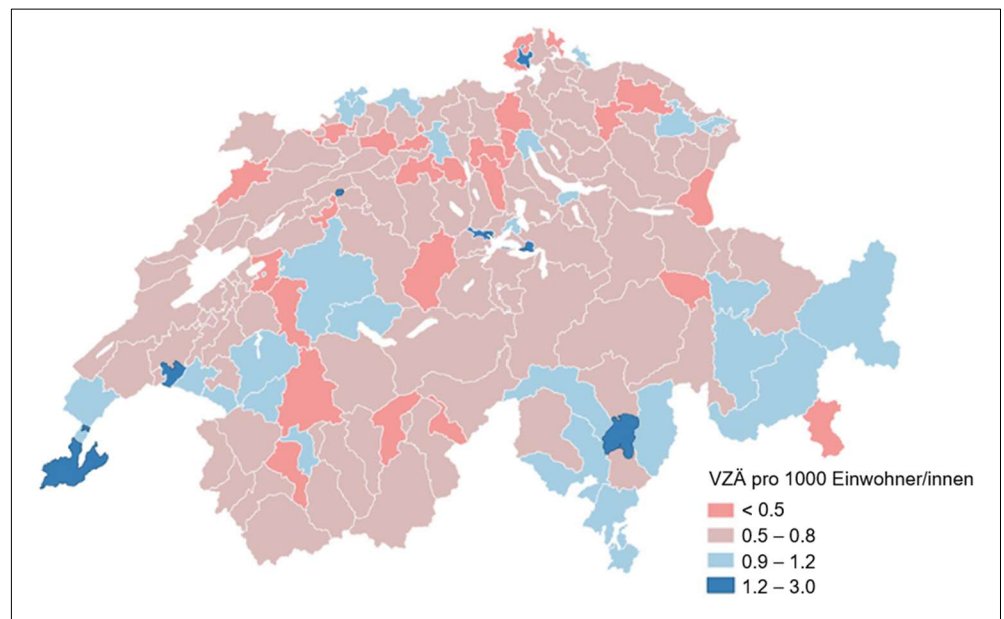 VZÄ pro 1000 Einwohner/innen
< 0.5
0.5 – 0.8
0.9 – 1.2
1.2 – 3.0